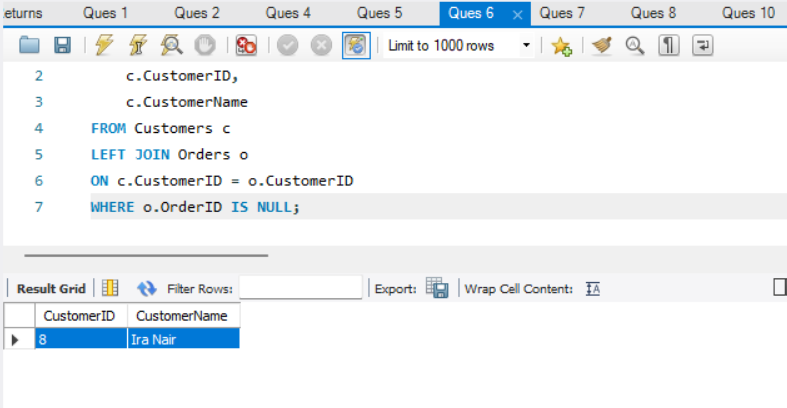 eturns Ques 1 Ques 2 Ques 4 Ques 5 Ques 6 × Ques 7 Ques 8 Ques 10
Limit to 1000 rows
2 c.CustomerID,
3 c.CustomerName
4 FROM Customers c
5 LEFT JOIN Orders o
6 ON c.CustomerID = o.CustomerID
7 WHERE o.OrderID IS NULL;
Result Grid Filter Rows: Export: Wrap Cell Content: IA
CustomerID CustomerName
8 Ira Nair